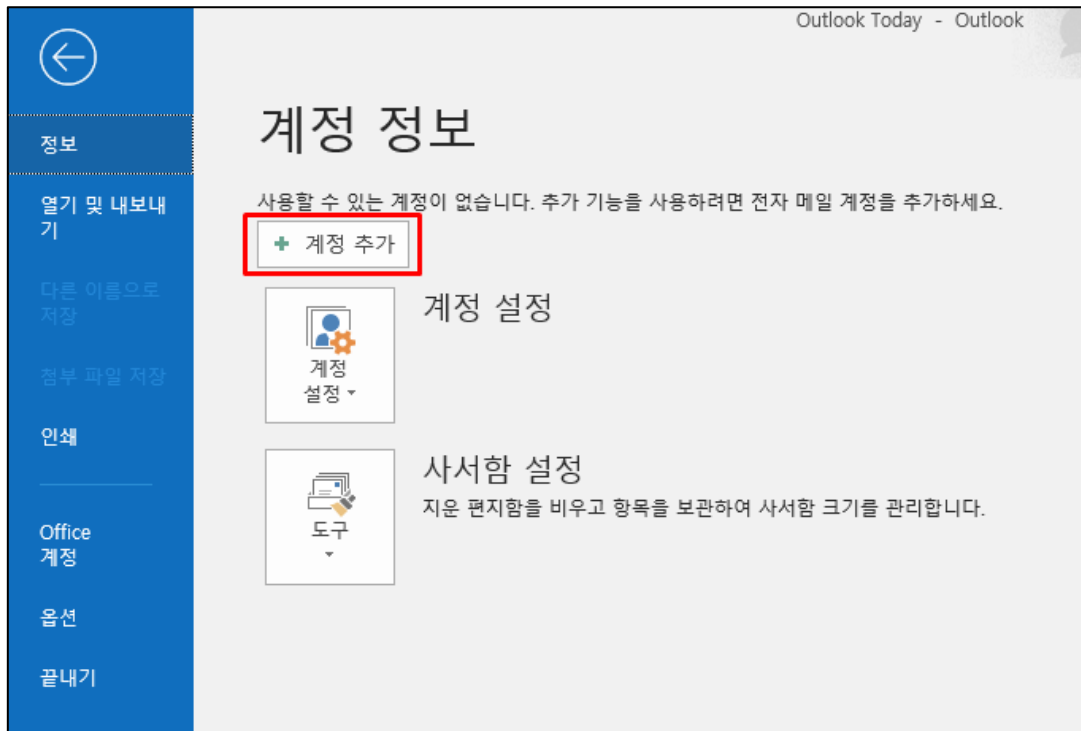 Outlook Today - Outlook
정보
열기 및 내보내
기
다른 이름으로
저장
첨부 파일 저장
인쇄
Office
계정
옵션
끝내기
계정 정보
사용할 수 있는 계정이 없습니다. 추가 기능을 사용하려면 전자 메일 계정을 추가하세요.
+ 계정 추가
계정
설정
계정 설정
도구
사서함 설정
지운 편지함을 비우고 항목을 보관하여 사서함 크기를 관리합니다.